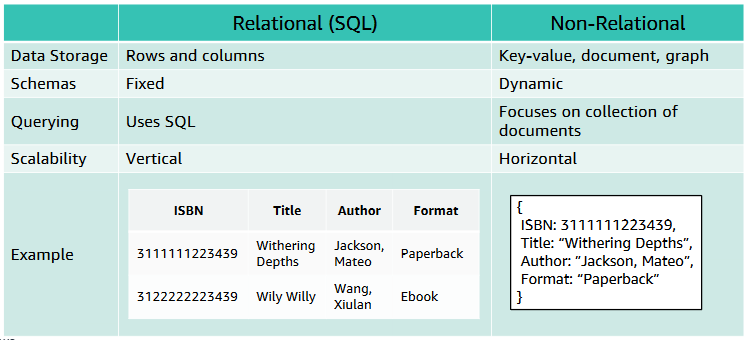 Relational (SQL) Non-Relational
Data Storage Rows and columns Key-value, document, graph
Schemas Fixed Dynamic
Querying Uses SQL Focuses on collection of
documents
Scalability Vertical Horizontal
Example
ISBN Title Author Format
3111111223439 Withering
Depths Jackson,
Mateo Paperback
3122222223439 Wily Willy Wang,
Xiulan Ebook
{
ISBN: 3111111223439,
Title: “Withering Depths”,
Author: “Jackson, Mateo”,
Format: “Paperback”
}